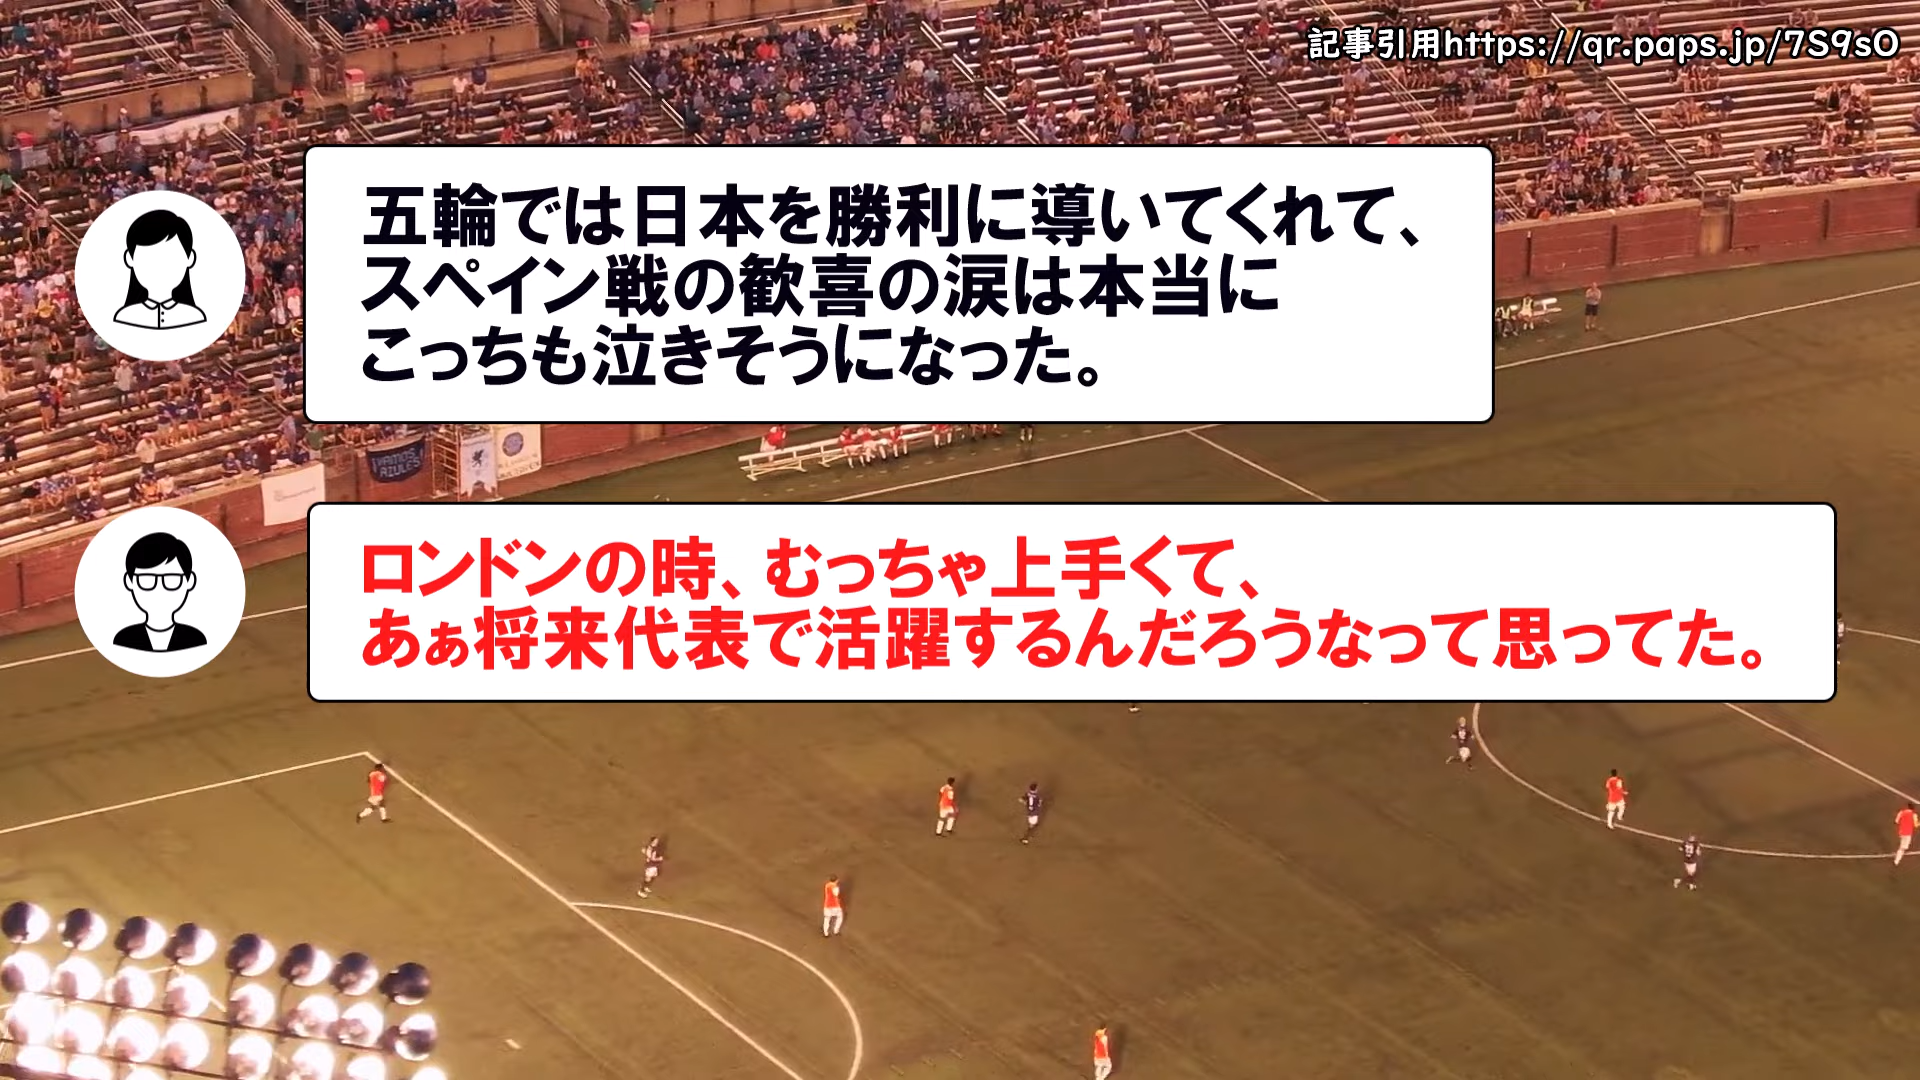 記事引用https://qr.paps.jp/7S9sO
五輪では日本を勝利に導いてくれて、
スペイン戦の歓喜の涙は本当に
こっちも泣きそうになった。
¡VAMOS
AZULES!
ロンドンの時、むっちゃ上手くて、
あぁ将来代表で活躍するんだろうなって思ってた。